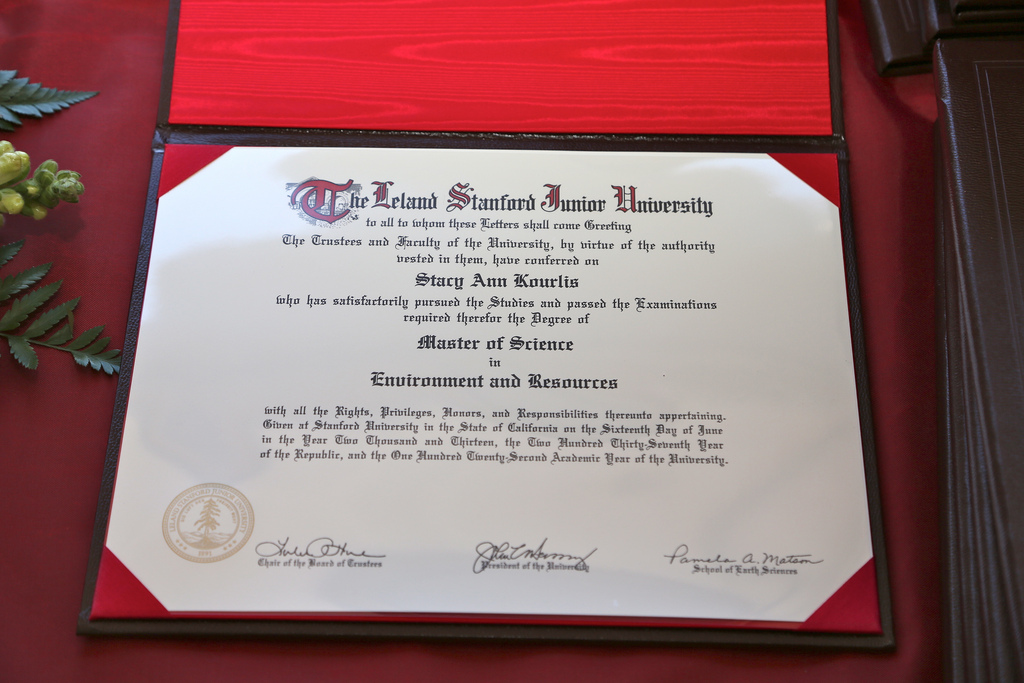 The Leland Stanford Junior University
to all to whom these Letters shall come Greeting
The Trustees and Faculty of the University, by virtue of the authority
vested in them, have conferred on
Stacy Ann Kourlis
who has satisfactorily pursued the Studies and passed the Examinations
required therefor the Degree of
Master of Science
in
Environment and Resources
with all the Rights, Privileges, Honors, and Responsibilities thereunto appertaining.
Given at Stanford University in the State of California on the Sixteenth Day of June
in the Year Two Thousand and Thirteen, the Two Hundred Thirty-Seventh Year
of the Republic, and the One Hundred Twenty-Second Academic Year of the University.
LELAND STANFORD JUNIOR UNIVERSITY
1891
Chair of the Board of Trustees
President of the University
Pamela A. Matson
School of Earth Sciences